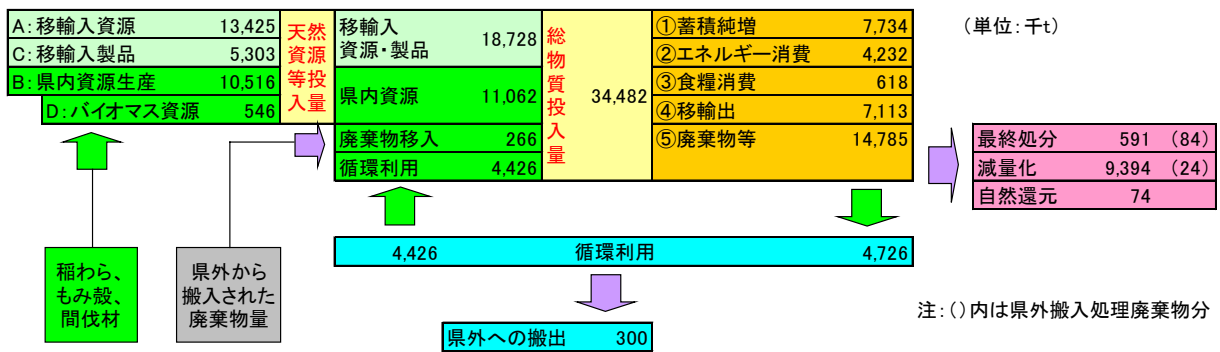 A:移輸入資源 13,425
C:移輸入製品 5,303
B:県内資源生産 10,516
D:バイオマス資源 546
天然
資源
等投
入量
移輸入
資源・製品 18,728
県内資源 11,062
廃棄物移入 266
循環利用 4,426
総
物
質
投
入
量
34,482
①蓄積純増 7,734
②エネルギー消費 4,232
③食糧消費 618
④移輸出 7,113
⑤廃棄物等 14,785
(単位:千t)
最終処分 591 (84)
減量化 9,394 (24)
自然還元 74
4,426 循環利用 4,726
稲わら、
もみ殻、
間伐材
県外から
搬入された
廃棄物量
県外への搬出 300
注:()内は県外搬入処理廃棄物分